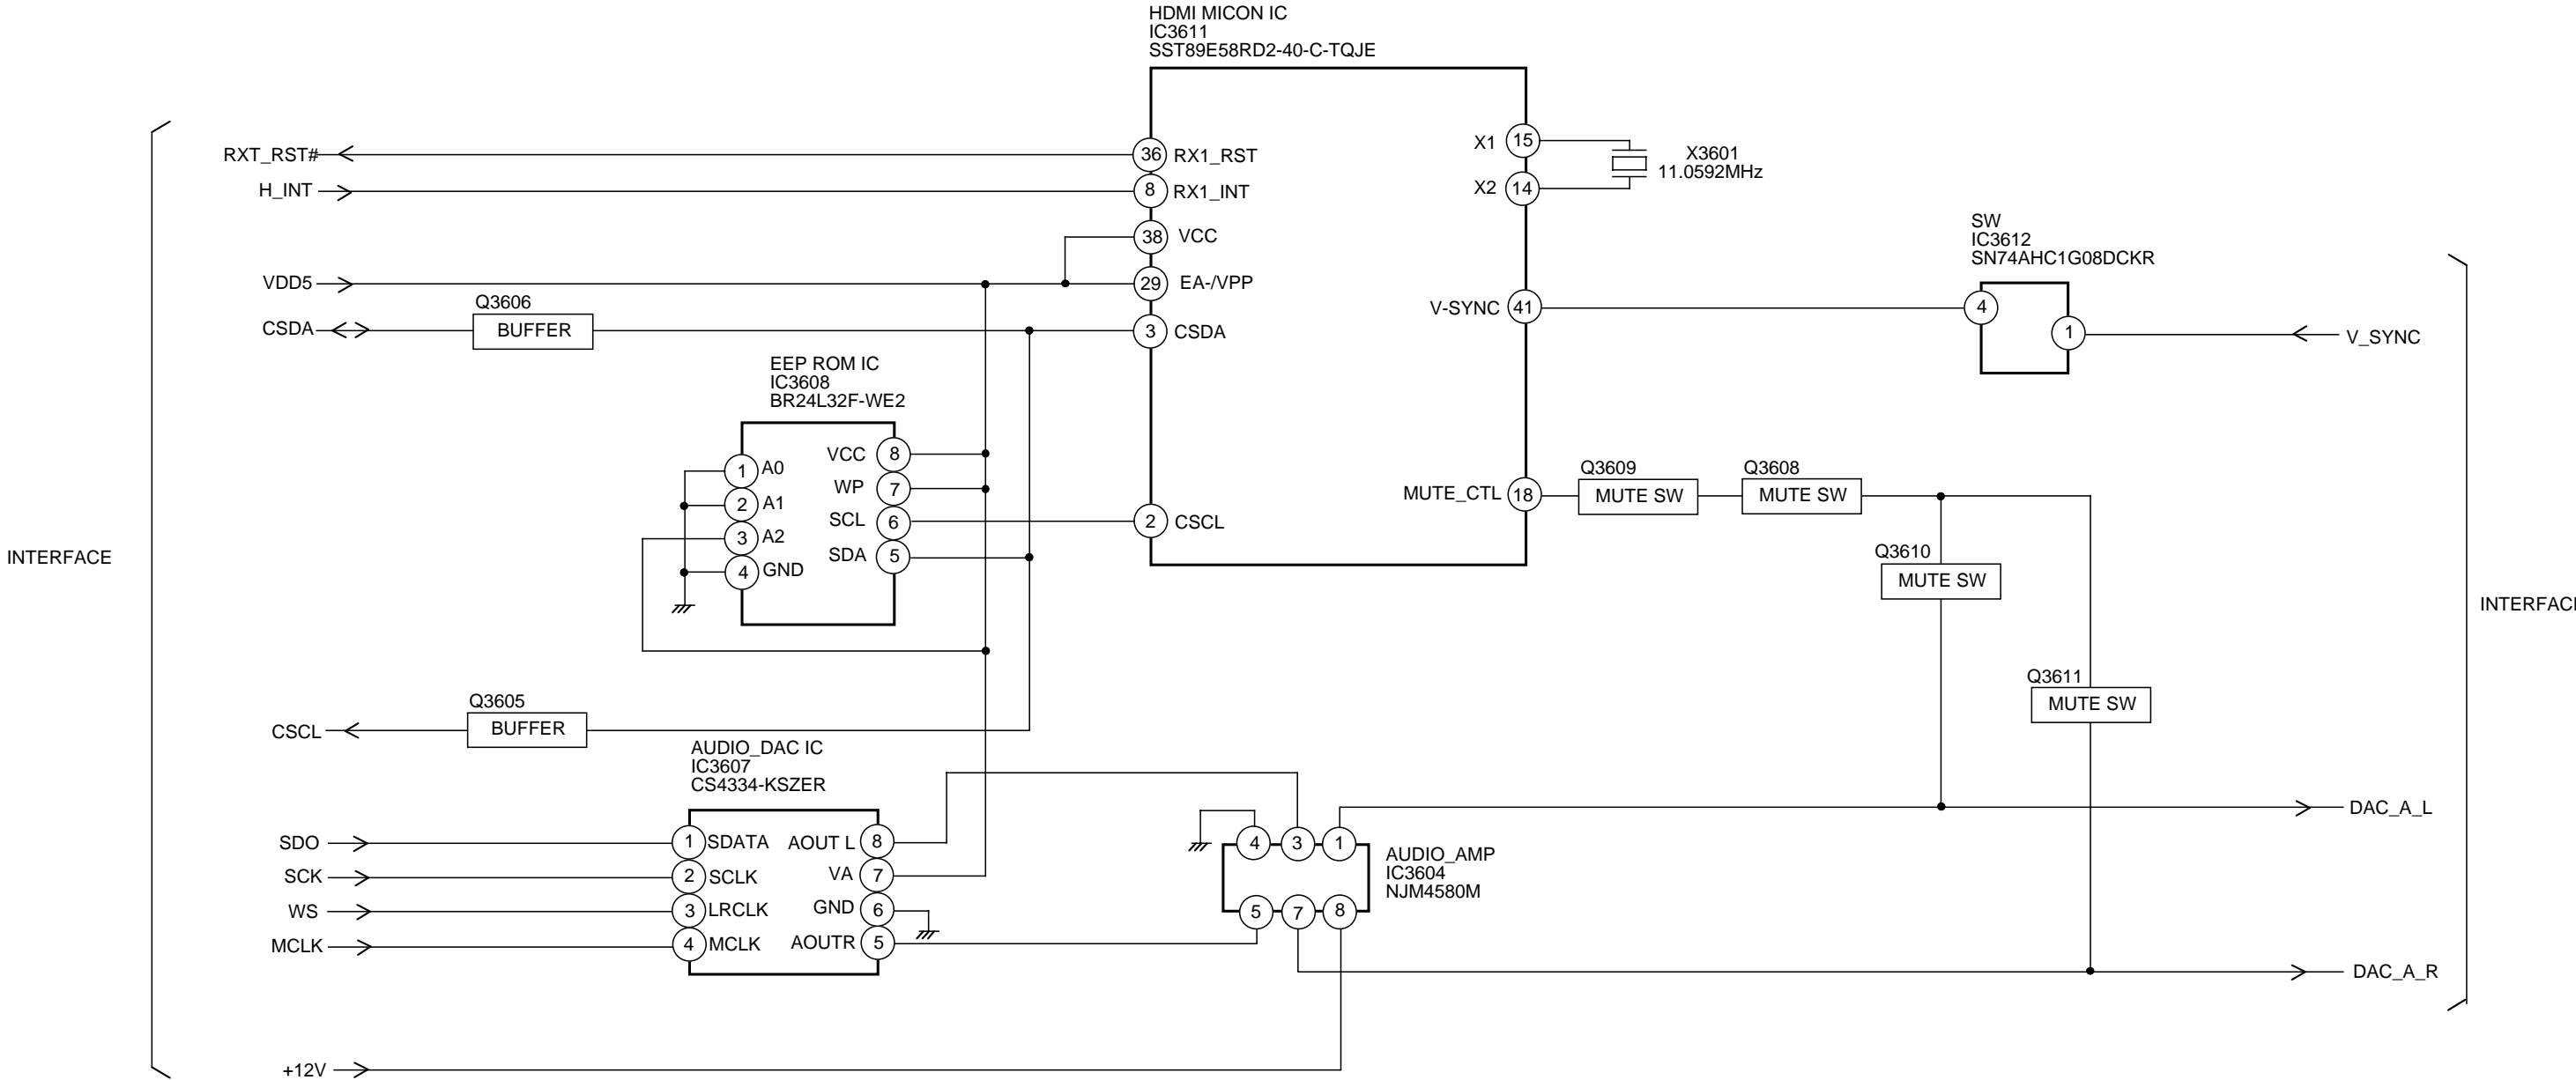 HDMI MICON IC
IC3611
SST89E58RD2-40-C-TQJE
RXT_RST#
36 RX1_RST
X1 15
X3601
11.0592MHz
H_INT
8 RX1_INT
X2 14
38 VCC
SW
IC3612
SN74AHC1G08DCKR
VDD5
29 EA-/VPP
Q3606
CSDA
BUFFER
3 CSDA
V-SYNC 41
4
1
V_SYNC
EEP ROM IC
IC3608
BR24L32F-WE2
1 A0
VCC 8
2 A1
WP 7
3 A2
SCL 6
4 GND
SDA 5
2 CSCL
MUTE_CTL 18
Q3609
MUTE SW
Q3608
MUTE SW
Q3610
MUTE SW
Q3611
MUTE SW
INTERFACE
INTERFAC
Q3605
CSCL
BUFFER
AUDIO_DAC IC
IC3607
CS4334-KSZER
SDO
1 SDATA
AOUT L 8
SCK
2 SCLK
VA 7
WS
3 LRCLK
GND 6
MCLK
4 MCLK
AOUTR 5
4 3 1
AUDIO_AMP
IC3604
NJM4580M
5 7 8
DAC_A_L
DAC_A_R
+12V